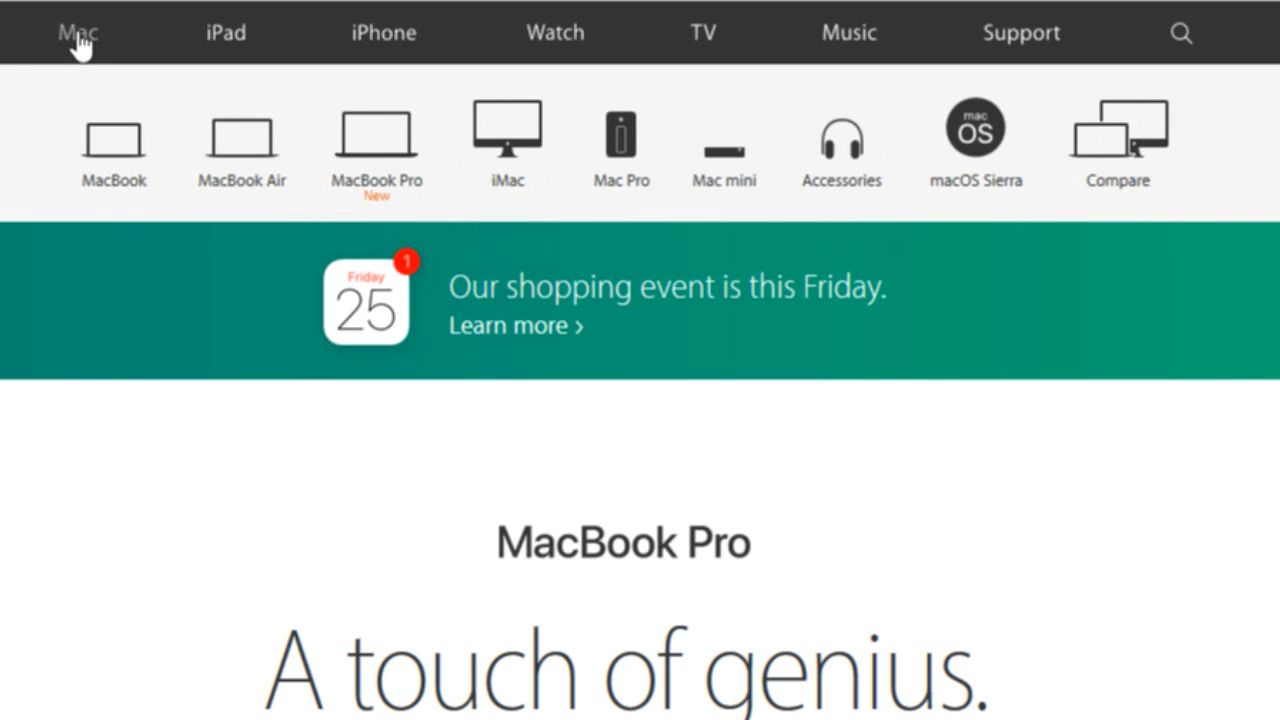 Mac iPad iPhone Watch TV Music Support
mac
OS
MacBook MacBook Air MacBook Pro iMac Mac Pro Mac mini Accessories macOS Sierra Compare
New
1
Friday
25
Our shopping event is this Friday.
Learn more ›
MacBook Pro
A touch of genius.